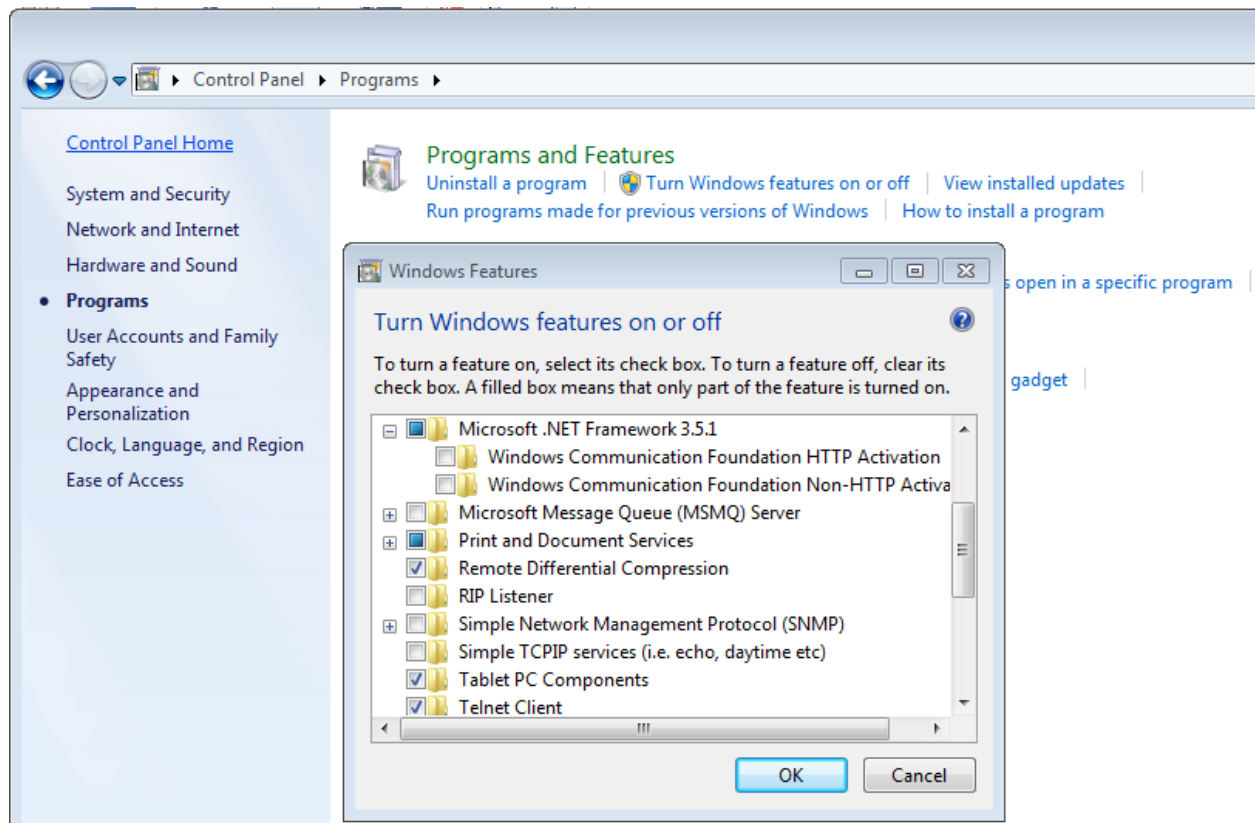 Control Panel
Programs
Control Panel Home
System and Security
Network and Internet
Hardware and Sound
Programs
User Accounts and Family
Safety
Appearance and
Personalization
Clock, Language, and Region
Ease of Access
Programs and Features
Uninstall a program
Turn Windows features on or off
View installed updates
Run programs made for previous versions of Windows
How to install a program
s open in a specific program
gadget
Windows Features
Turn Windows features on or off
To turn a feature on, select its check box. To turn a feature off, clear its
check box. A filled box means that only part of the feature is turned on.
Microsoft .NET Framework 3.5.1
Windows Communication Foundation HTTP Activation
Windows Communication Foundation Non-HTTP Activa
Microsoft Message Queue (MSMQ) Server
Print and Document Services
Remote Differential Compression
RIP Listener
Simple Network Management Protocol (SNMP)
Simple TCPIP services (i.e. echo, daytime etc)
Tablet PC Components
Telnet Client
OK
Cancel